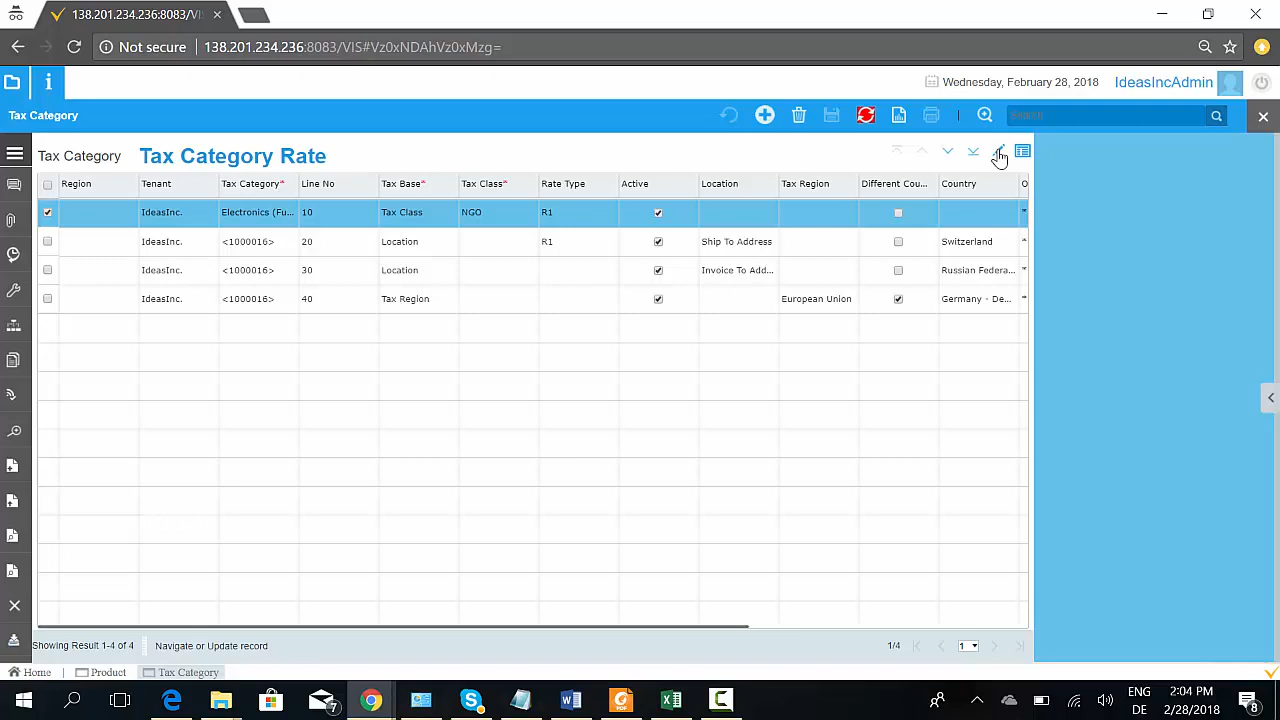 138.201.234.236:8083/VI
Not secure 138.201.234.236:8083/VIS#Vz0xNDAhVz0xMzg=
Wednesday, February 28, 2018 IdeasIncAdmin
Tax Category Search
Tax Category Tax Category Rate
Region Tenant Tax Category* Line No Tax Base* Tax Class* Rate Type Active Location Tax Region Different Cou... Country O
IdeasInc. Electronics (Fu... 10 Tax Class NGO R1
IdeasInc. <1000016> 20 Location R1 Ship To Address Switzerland
IdeasInc. <1000016> 30 Location Invoice To Add... Russian Federa...
IdeasInc. <1000016> 40 Tax Region European Union Germany - De...
Showing Result 1-4 of 4 Navigate or Update record 1/4 1
Home Product Tax Category
7 ENG 2:04 PM
DE 2/28/2018 8